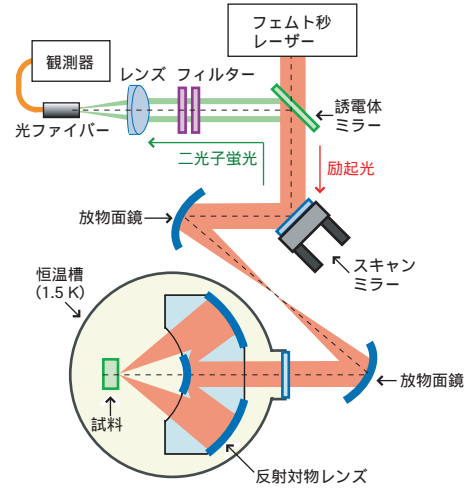 フェムト秒
レーザー
観測器
レンズ
フィルター
光ファイバー
誘電体
ミラー
二光子蛍光
励起光
放物面鏡
スキャン
ミラー
恒温槽
(1.5 K)
放物面鏡
試料
反射対物レンズ